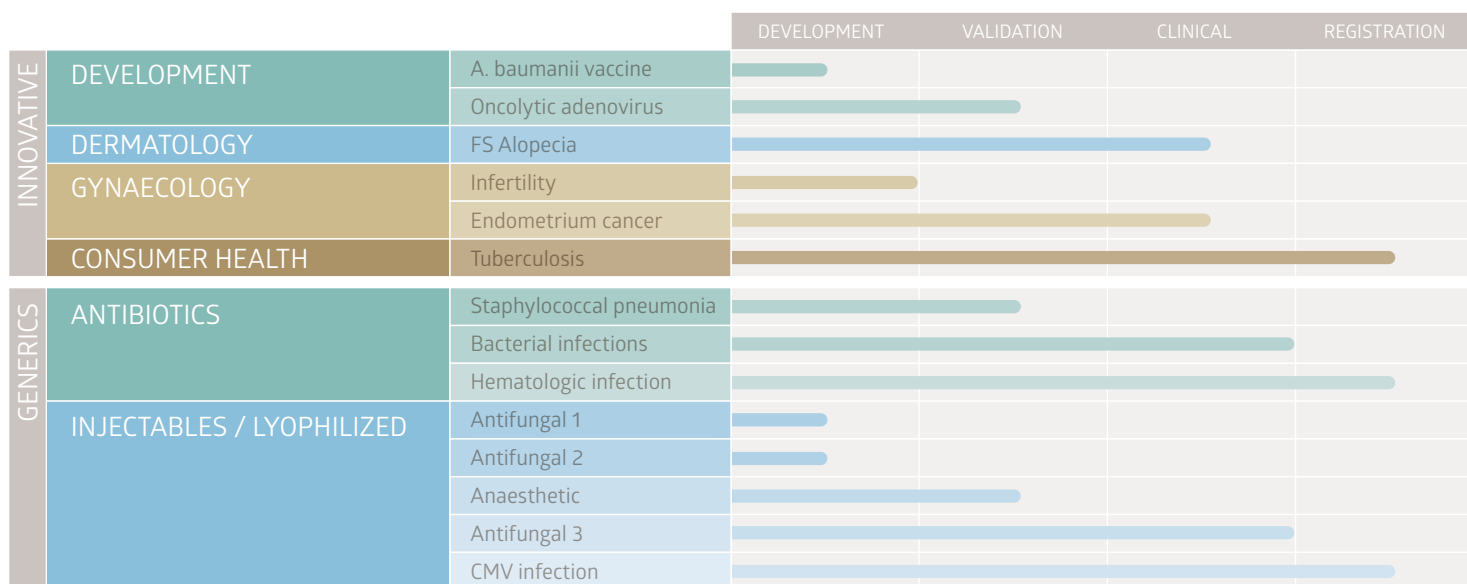 DEVELOPMENT VALIDATION CLINICAL REGISTRATION
INNOVATIVE
DEVELOPMENT
A. baumanii vaccine
Oncolytic adenovirus
DERMATOLOGY
FS Alopecia
GYNAECOLOGY
Infertility
Endometrium cancer
CONSUMER HEALTH
Tuberculosis
GENERICS
ANTIBIOTICS
Staphylococcal pneumonia
Bacterial infections
Hematologic infection
INJECTABLES / LYOPHILIZED
Antifungal 1
Antifungal 2
Anaesthetic
Antifungal 3
CMV infection